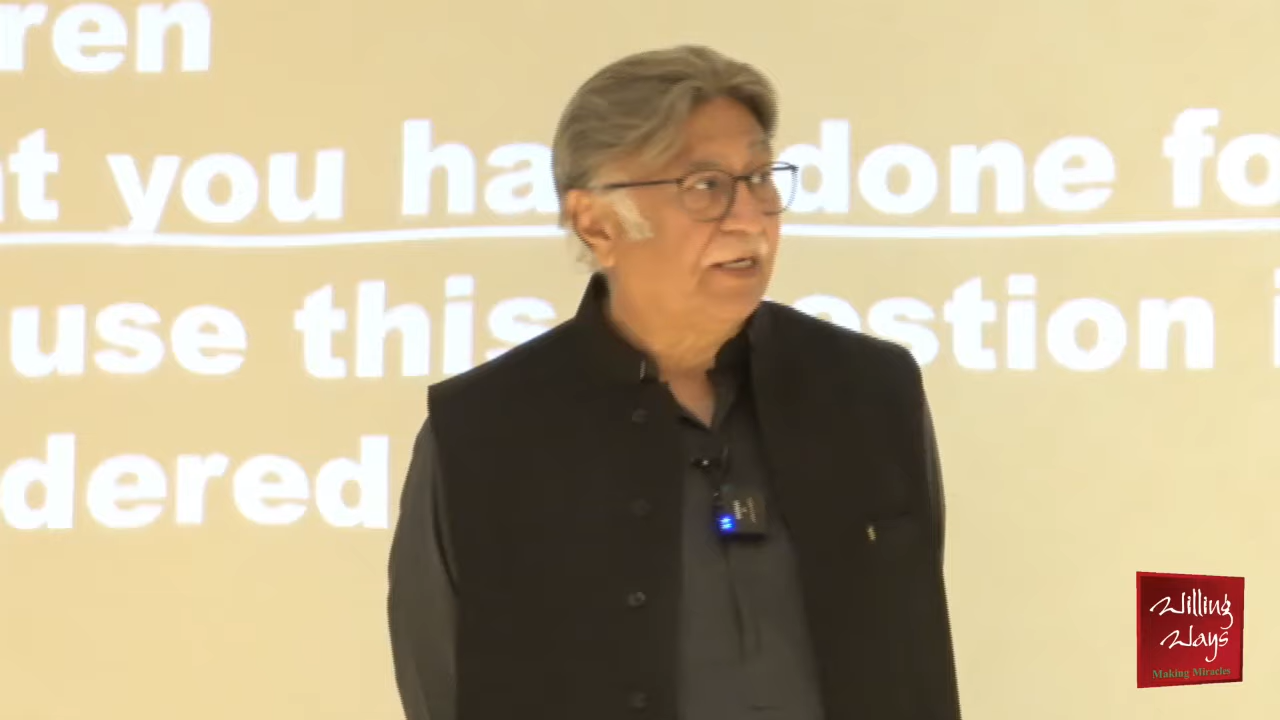 ren
t you ha done fo
use this estion i
dered
Willing
Ways
Making Miracles